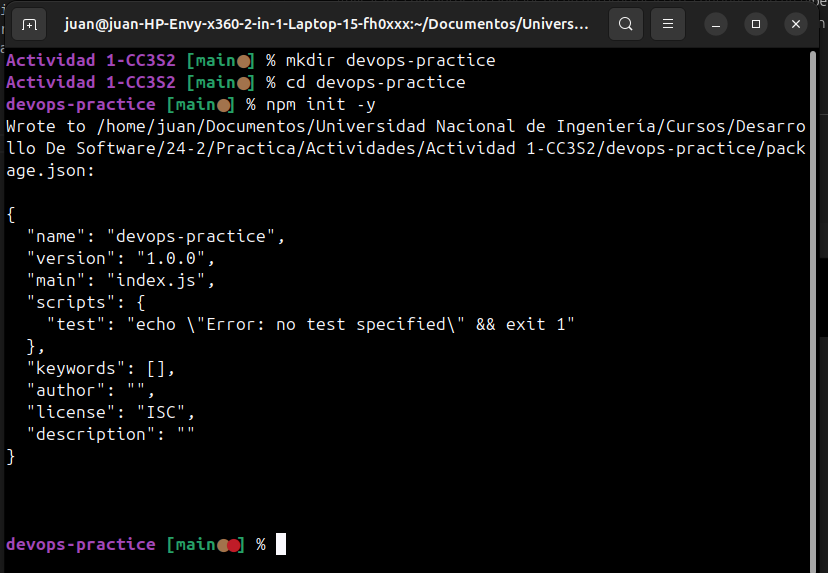 juan@juan-HP-Envy-x360-2-in-1-Laptop-15-fh0xxx:~/Documentos/Univers...
Actividad 1-CC3S2 [main●] % mkdir devops-practice
Actividad 1-CC3S2 [main●] % cd devops-practice
devops-practice [main●] % npm init -y
Wrote to /home/juan/Documentos/Universidad Nacional de Ingeniería/Cursos/Desarro
llo De Software/24-2/Practica/Actividades/Actividad 1-CC3S2/devops-practice/pack
age.json:
{
  "name": "devops-practice",
  "version": "1.0.0",
  "main": "index.js",
  "scripts": {
    "test": "echo \"Error: no test specified\" && exit 1"
  },
  "keywords": [],
  "author": "",
  "license": "ISC",
  "description": ""
}
devops-practice [main●●] %